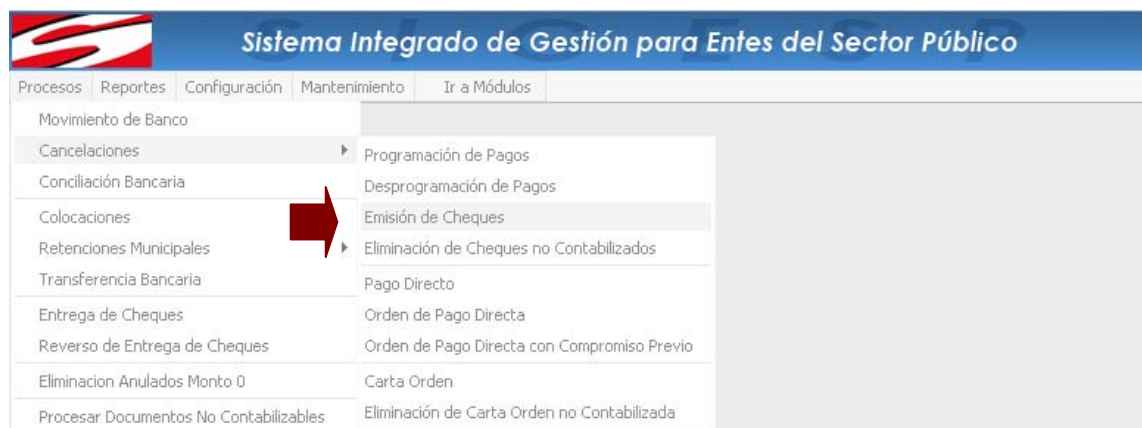 Sistema Integrado de Gestión para Entes del Sector Público
Procesos Reportes Configuración Mantenimiento Ir a Módulos
Movimiento de Banco
Cancelaciones
Conciliación Bancaria
Colocaciones
Retenciones Municipales
Transferencia Bancaria
Entrega de Cheques
Reverso de Entrega de Cheques
Eliminacion Anulados Monto 0
Procesar Documentos No Contabilizables
Programación de Pagos
Desprogramación de Pagos
Emisión de Cheques
Eliminación de Cheques no Contabilizados
Pago Directo
Orden de Pago Directa
Orden de Pago Directa con Compromiso Previo
Carta Orden
Eliminación de Carta Orden no Contabilizada